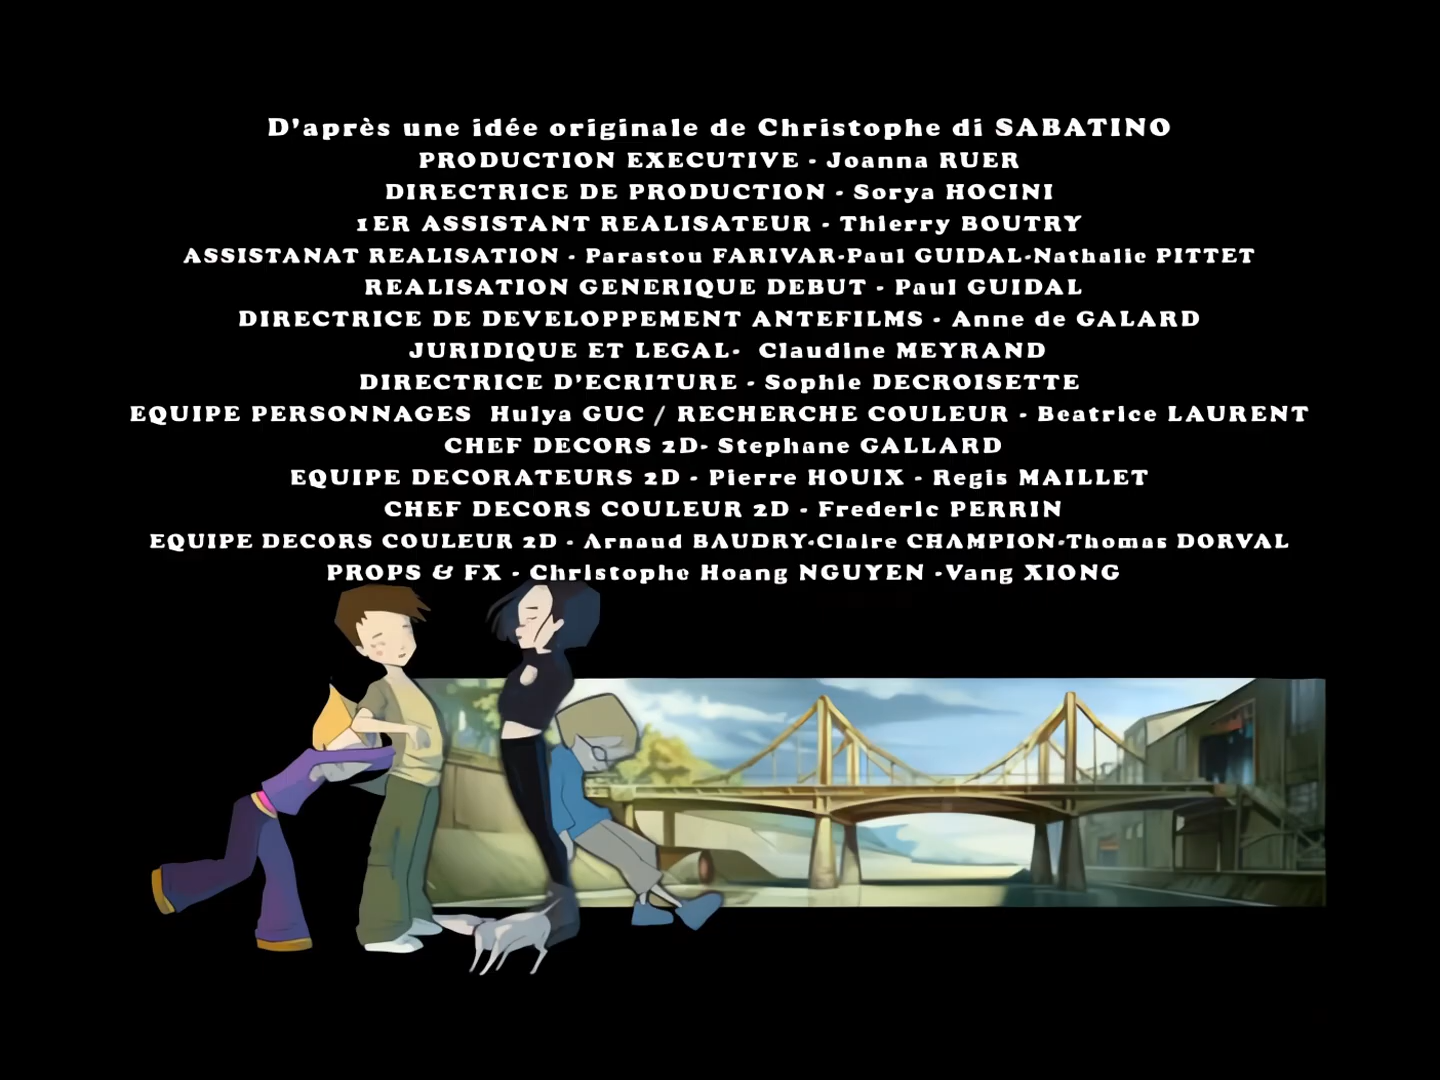 D'après une idée originale de Christophe di SABATINO
PRODUCTION EXECUTIVE - Joanna RUER
DIRECTRICE DE PRODUCTION - Sorya HOCINI
1ER ASSISTANT REALISATEUR - Thierry BOUTRY
ASSISTANAT REALISATION - Parastou FARIVAR-Paul GUIDAL-Nathalie PITTET
REALISATION GENERIQUE DEBUT - Paul GUIDAL
DIRECTRICE DE DEVELOPPEMENT ANTEFILMS - Anne de GALARD
JURIDIQUE ET LEGAL- Claudine MEYRAND
DIRECTRICE D'ECRITURE - Sophie DECROISETTE
EQUIPE PERSONNAGES Hulya GUC / RECHERCHE COULEUR - Beatrice LAURENT
CHEF DECORS 2D- Stephane GALLARD
EQUIPE DECORATEURS 2D - Pierre HOUIX - Regis MAILLET
CHEF DECORS COULEUR 2D - Frederic PERRIN
EQUIPE DECORS COULEUR 2D - Arnaud BAUDRY-Claire CHAMPION-Thomas DORVAL
PROPS & FX - Christophe Hoang NGUYEN -Vang XIONG